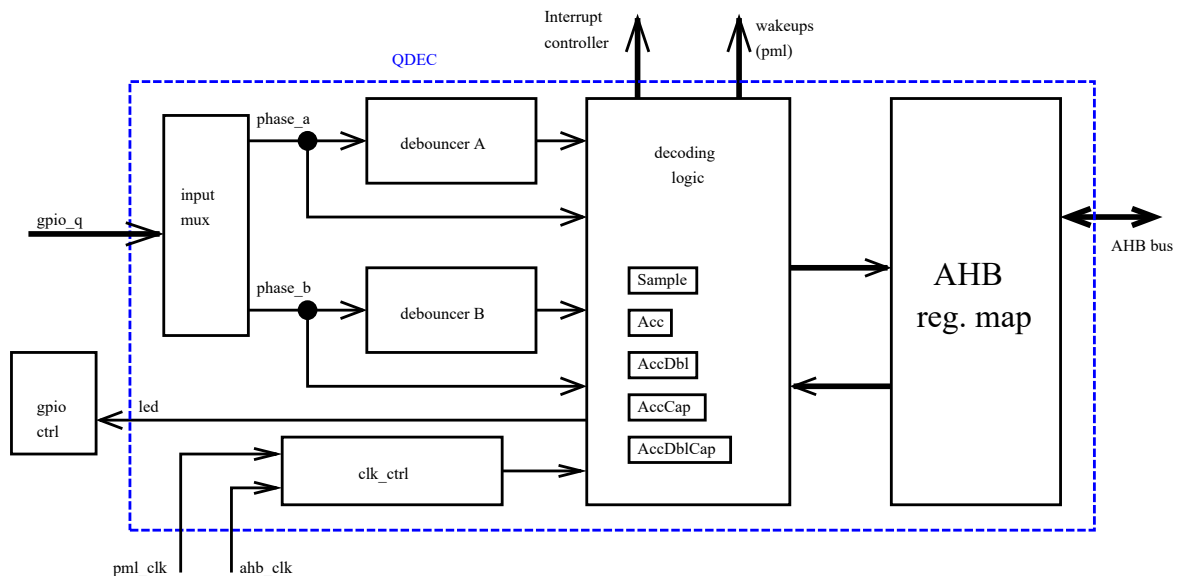 Interrupt
controller
wakeups
(pml)
QDEC
phase_a
debouncer A
decoding
logic
input
mux
gpio_q
AHB bus
phase_b
debouncer B
Sample
Acc
AccDbl
AccCap
AccDblCap
AHB
reg. map
gpio
ctrl
led
clk_ctrl
pml_clk
ahb_clk